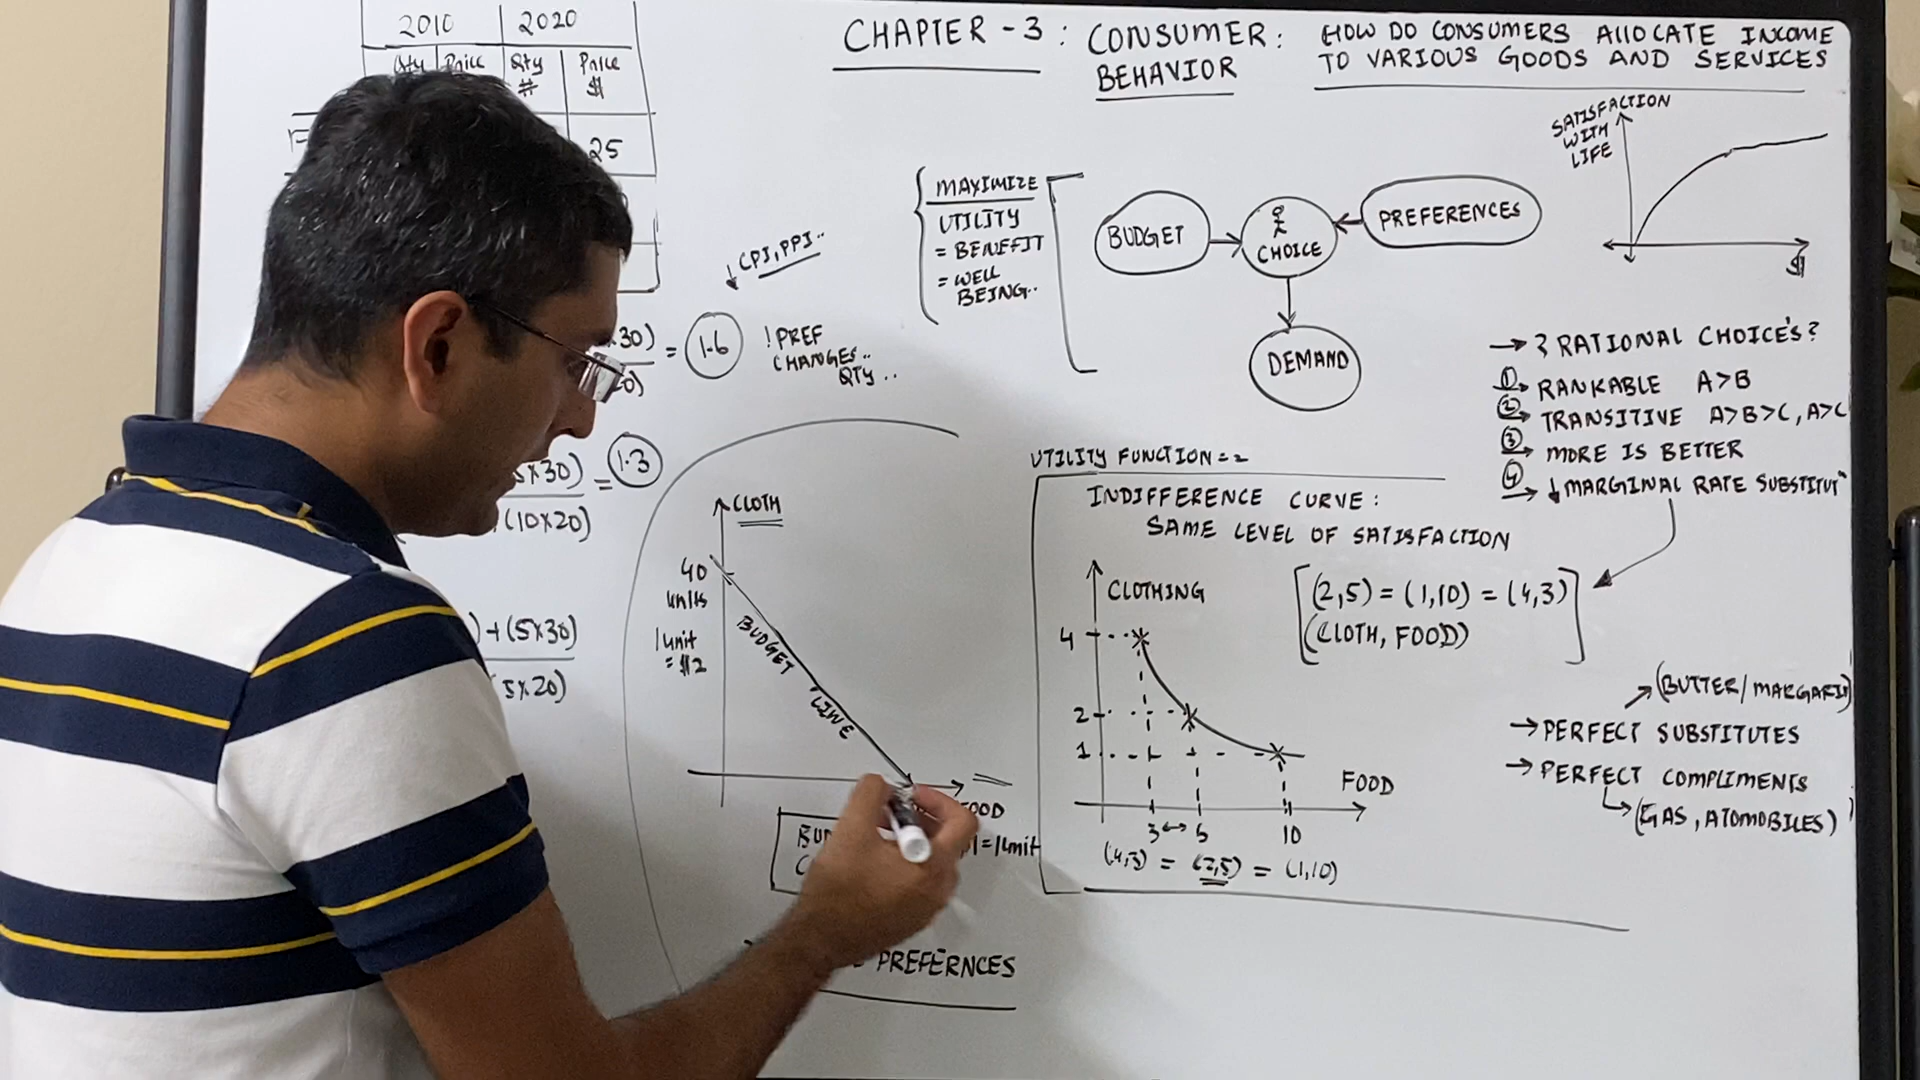 2010 2020
Qty Price Qty Price
# $
25
CHAPTER - 3 : CONSUMER :
BEHAVIOR
HOW DO CONSUMERS AllOCATE INCOME
TO VARIOUS GOODS AND SERVICES
SATISFACTION
WITH
LIFE
$
MAXIMIZE
UTILITY
= BENEFIT
= WELL
BEING..
BUDGET
CHOICE
PREFERENCES
DEMAND
CPI, PPI..
.30)
= 1.6
! PREF
CHANGES..
QTY..
5x30) = 1.3
(10x20)
) + (5x30)
5x20)
→ ? RATIONAL CHOICE'S?
① RANKABLE A>B
② TRANSITIVE A>B>C, A>C
③ MORE IS BETTER
④ ↓ MARGINAL RATE SUBSTITUT"
CLOTH
40
units
1unit
= $2
BUDGET LINE
FOOD
$1=1unit
PREFERNCES
UTILITY FUNCTION = 2
INDIFFERENCE CURVE :
SAME LEVEL OF SATISFACTION
CLOTHING
4
2
1
3 ↔ 5 10
FOOD
(4,3) = (2,5) = (1,10)
(2,5) = (1,10) = (4,3)
(CLOTH, FOOD)
(BUTTER/MARGARI
→ PERFECT SUBSTITUTES
→ PERFECT COMPLIMENTS
(GAS, ATOMOBILES)